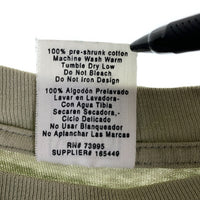 100% pre-shrunk cotton
Machine Wash Warm
Tumble Dry Low
Do Not Bleach
Do Not Iron Design
100% Algodón Prelavado
Lavar en Lavadora-
Con Agua Tibia
Secaren Secadora,-
Ciclo Delicado
No Usar Blanqueador
No Aplanchar Las Marcas
RN# 73995
SUPPLIER# 165449